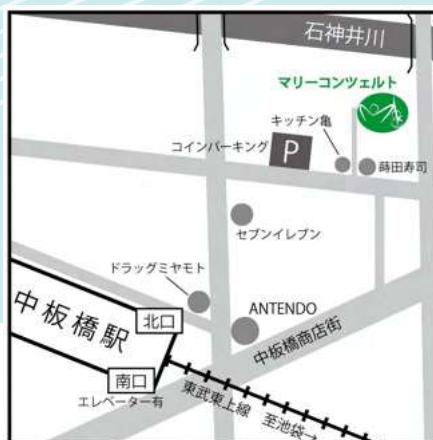 石神井川
マリーコンツェルト
キッチン亀
コインパーキング
P
蒔田寿司
セブンイレブン
ドラッグミヤモト
ANTENDO
中板橋駅
北口
中板橋商店街
南口
エレベーター有
東武東上線 至池袋→